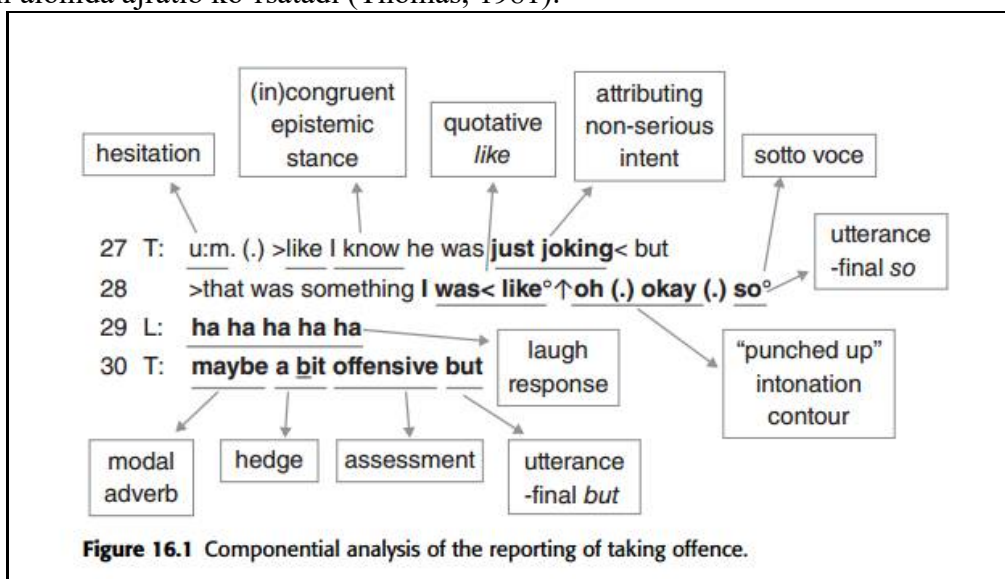 (Thomas, 1981).
(in)congruent
epistemic
stance
attributing
non-serious
intent
quotative
like
hesitation
sotto voce
utterance
-final so
27 T: u:m. (.) >like I know he was just joking< but
28 >that was something I was< like°↑oh (.) okay (.) so°
29 L: ha ha ha ha ha
30 T: maybe a bit offensive but
laugh
response
"punched up"
intonation
contour
modal
adverb
hedge
assessment
utterance
-final but
Figure 16.1 Componential analysis of the reporting of taking offence.